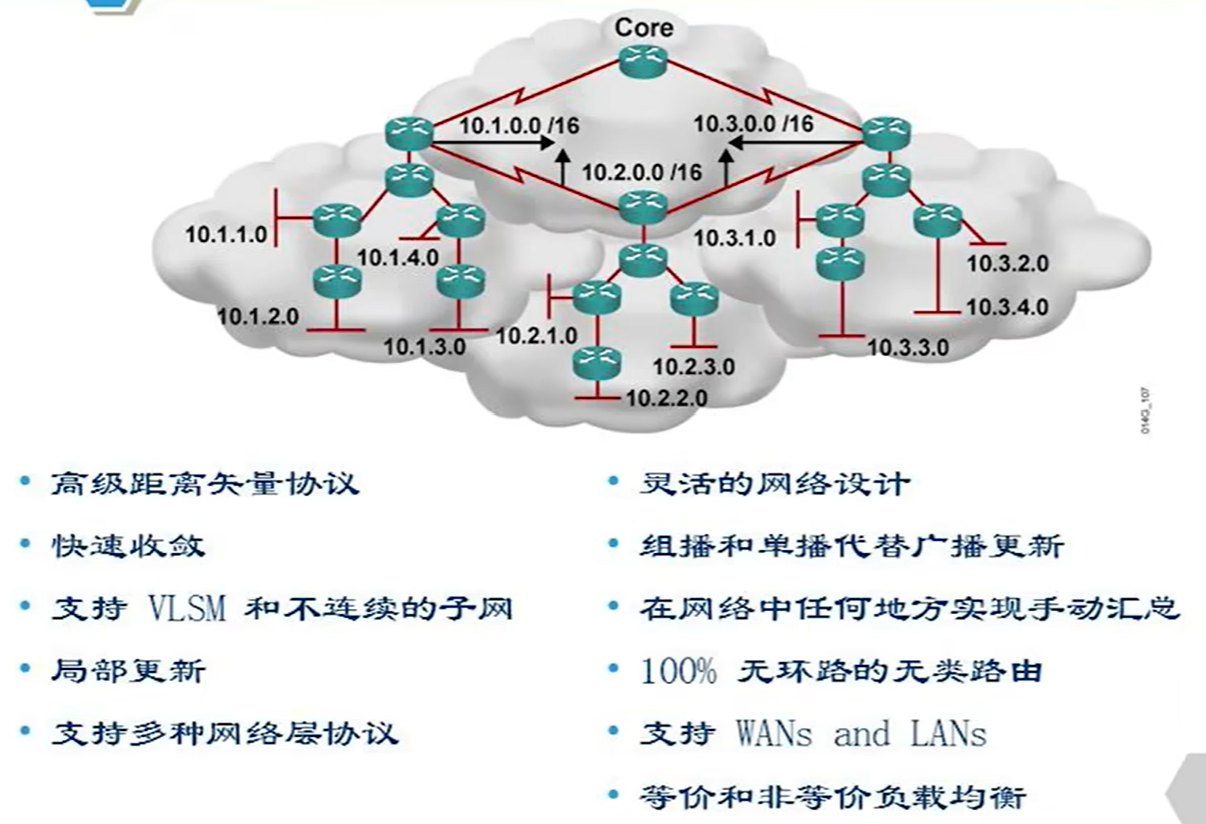 Core
10.1.0.0 /16
10.3.0.0 /16
10.2.0.0 /16
10.1.1.0
10.1.4.0
10.3.1.0
10.3.2.0
10.1.2.0
10.1.3.0
10.2.1.0
10.2.3.0
10.2.2.0
10.3.4.0
10.3.3.0
014G_107
• 高级距离矢量协议
• 快速收敛
• 支持 VLSM 和不连续的子网
• 局部更新
• 支持多种网络层协议
• 灵活的网络设计
• 组播和单播代替广播更新
• 在网络中任何地方实现手动汇总
• 100% 无环路的无类路由
• 支持 WANs and LANs
• 等价和非等价负载均衡